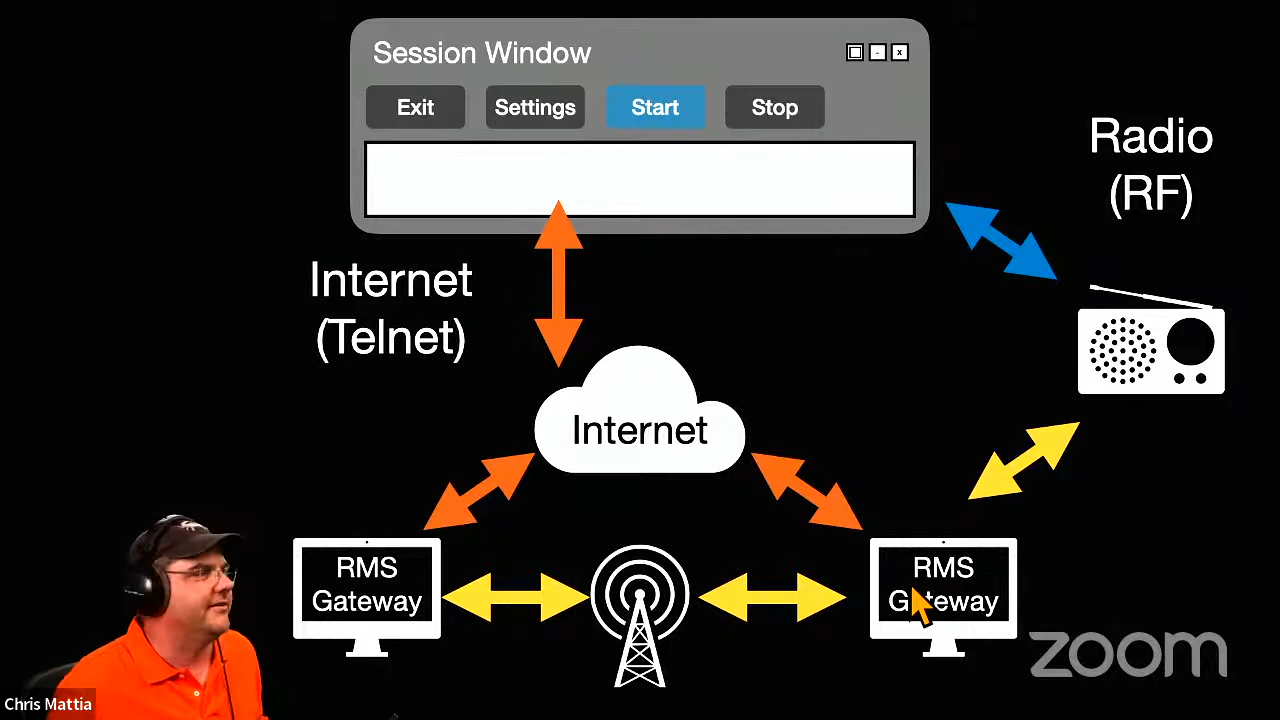 Session Window
Exit
Settings
Start
Stop
Radio
(RF)
Internet
(Telnet)
Internet
RMS
Gateway
RMS
Gateway
zoom
Chris Mattia